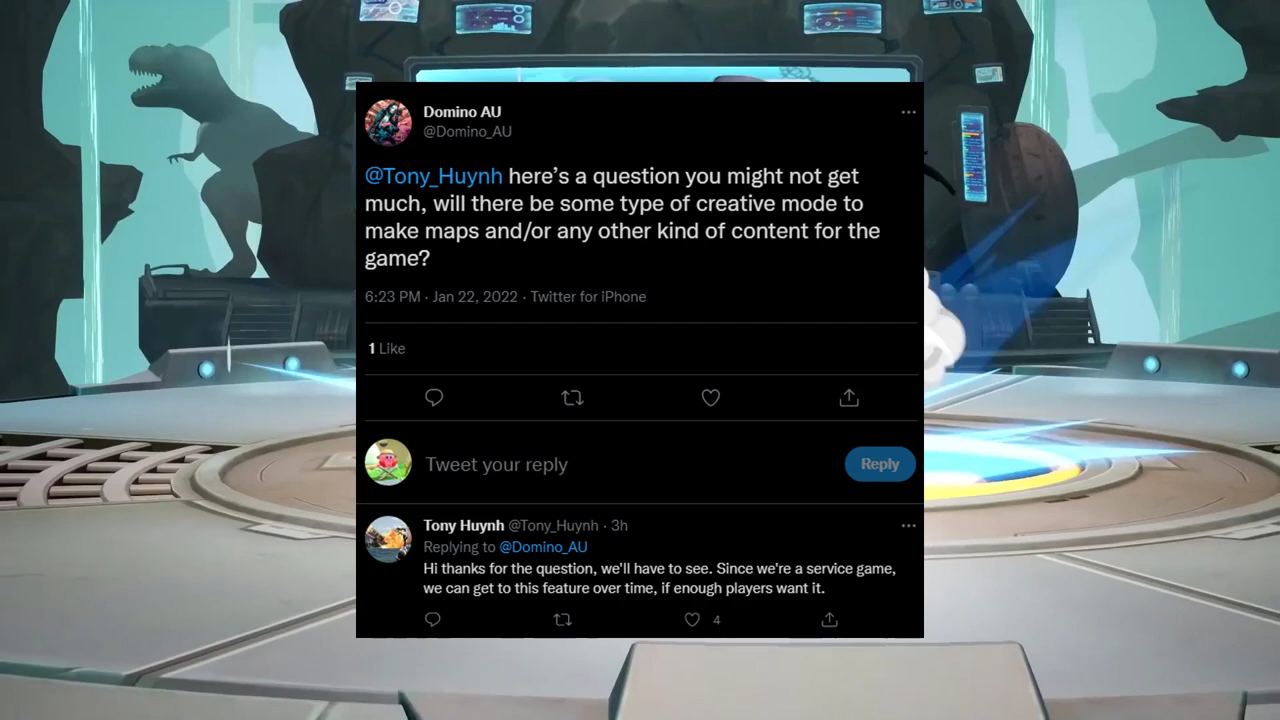 Domino AU
@Domino_AU
@Tony_Huynh here’s a question you might not get
much, will there be some type of creative mode to
make maps and/or any other kind of content for the
game?
6:23 PM · Jan 22, 2022 · Twitter for iPhone
1 Like
Tweet your reply
Reply
Tony Huynh @Tony_Huynh · 3h
Replying to @Domino_AU
Hi thanks for the question, we'll have to see. Since we're a service game,
we can get to this feature over time, if enough players want it.
4